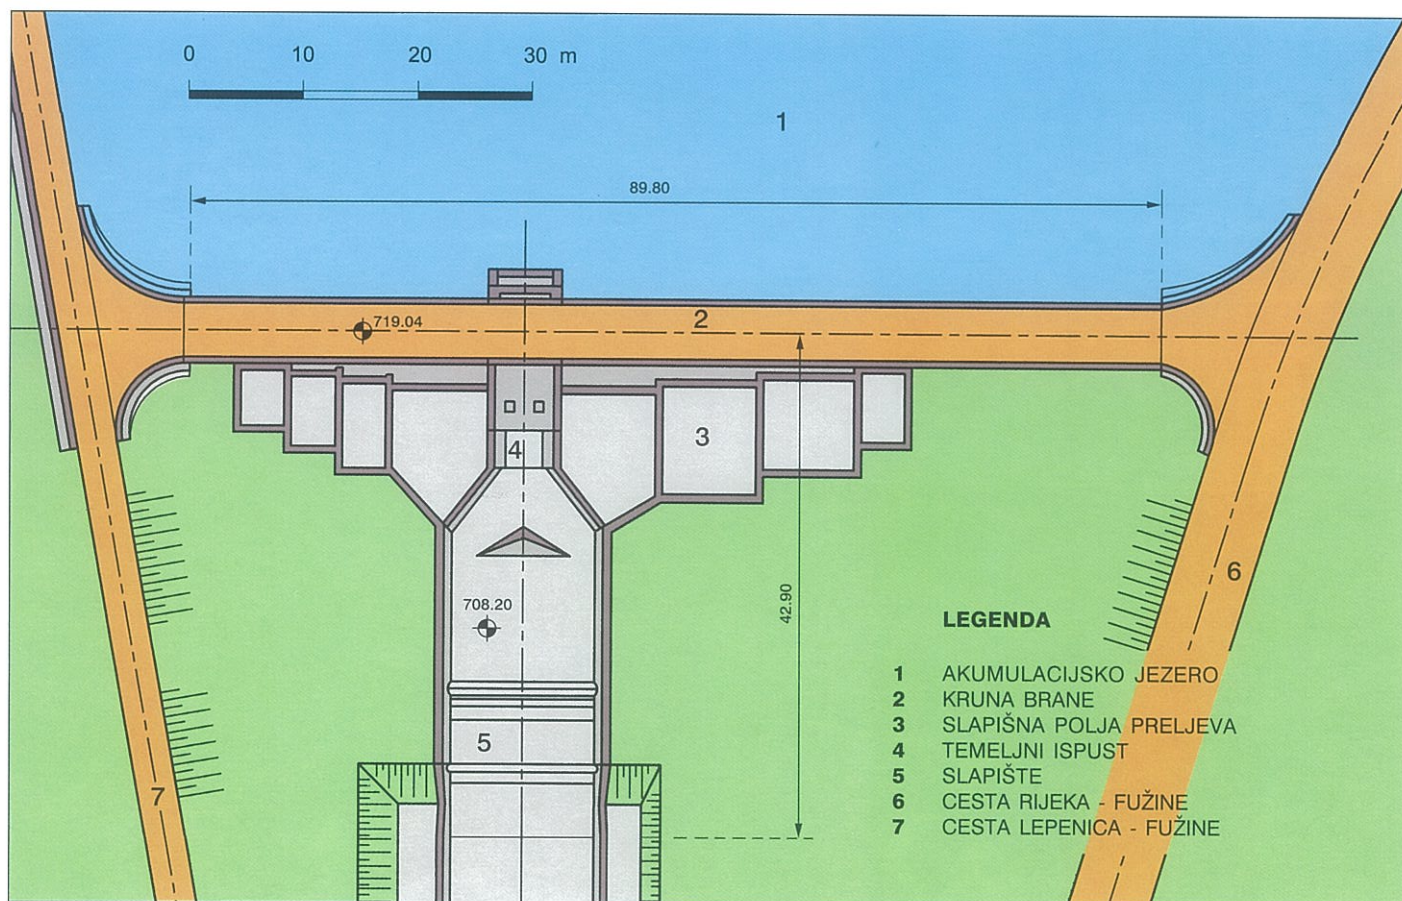 0 10 20 30 m
1
89.80
719.04
2
3
4
708.20
42.90
6
5
7
LEGENDA
1 AKUMULACIJSKO JEZERO
2 KRUNA BRANE
3 SLAPIŠNA POLJA PRELJEVA
4 TEMELJNI ISPUST
5 SLAPIŠTE
6 CESTA RIJEKA - FUŽINE
7 CESTA LEPENICA - FUŽINE